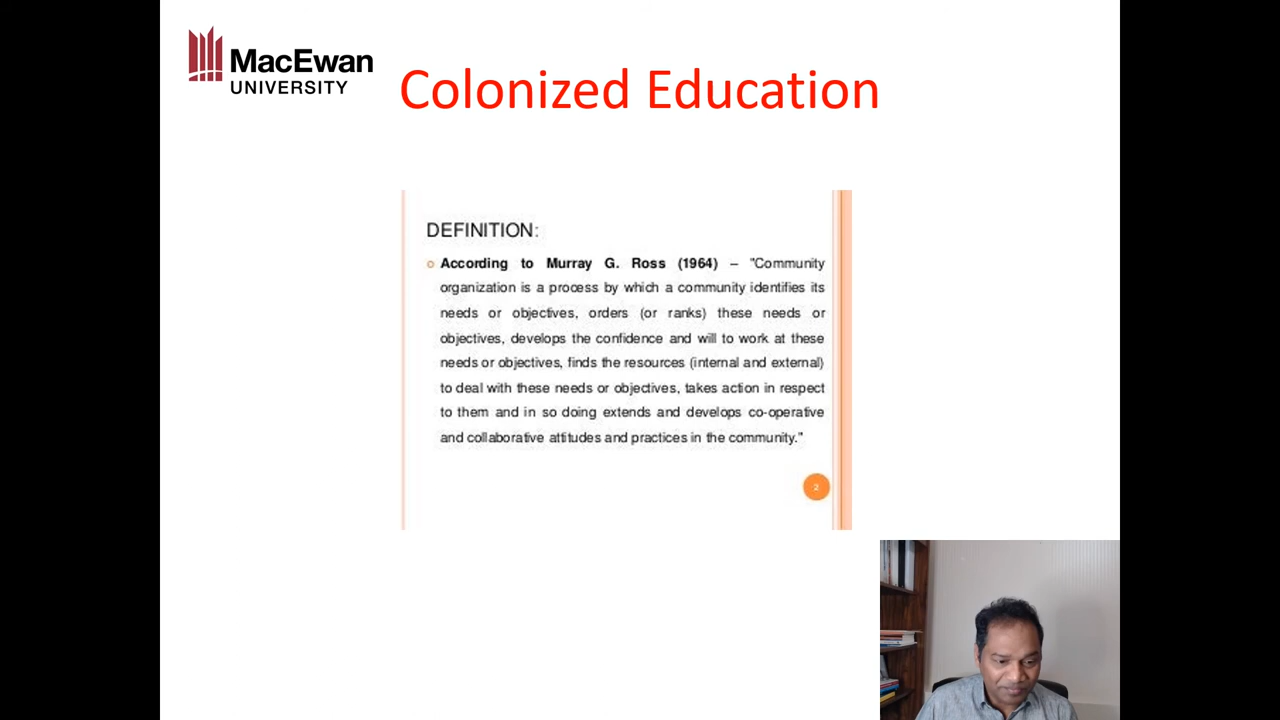 MacEwan
UNIVERSITY
Colonized Education
DEFINITION:
According to Murray G. Ross (1964) – "Community
organization is a process by which a community identifies its
needs or objectives, orders (or ranks) these needs or
objectives, develops the confidence and will to work at these
needs or objectives, finds the resources (internal and external)
to deal with these needs or objectives, takes action in respect
to them and in so doing extends and develops co-operative
and collaborative attitudes and practices in the community."
2